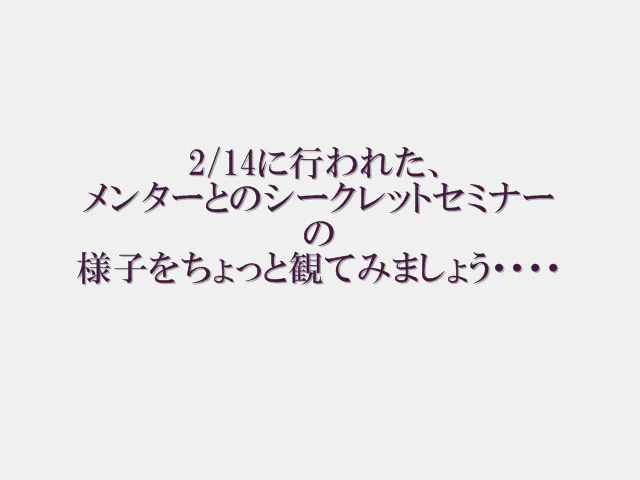 2/14に行われた、
メンターとのシークレットセミナー
の
様子をちょっと観てみましょう・・・・